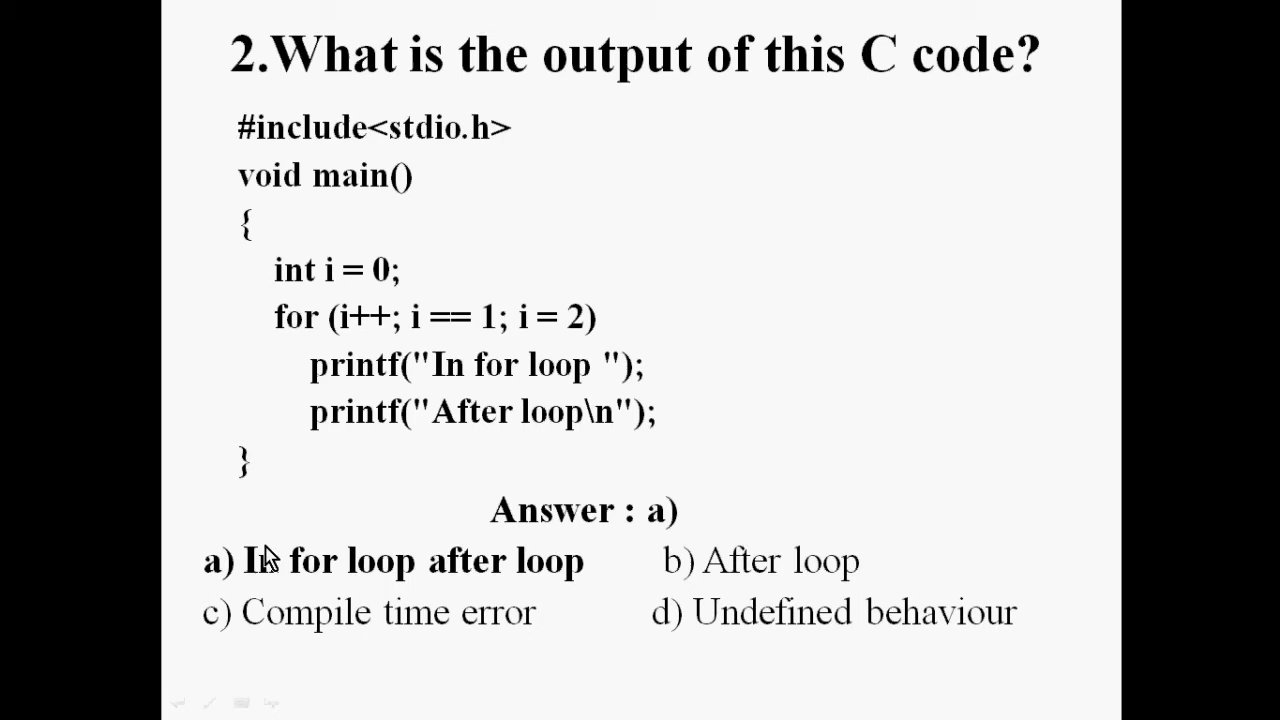 2.What is the output of this C code?
#include<stdio.h>
void main()
{
int i = 0;
for (i++; i == 1; i = 2)
printf("In for loop ");
printf("After loop\n");
}
Answer : a)
a) In for loop after loop b) After loop
c) Compile time error d) Undefined behaviour